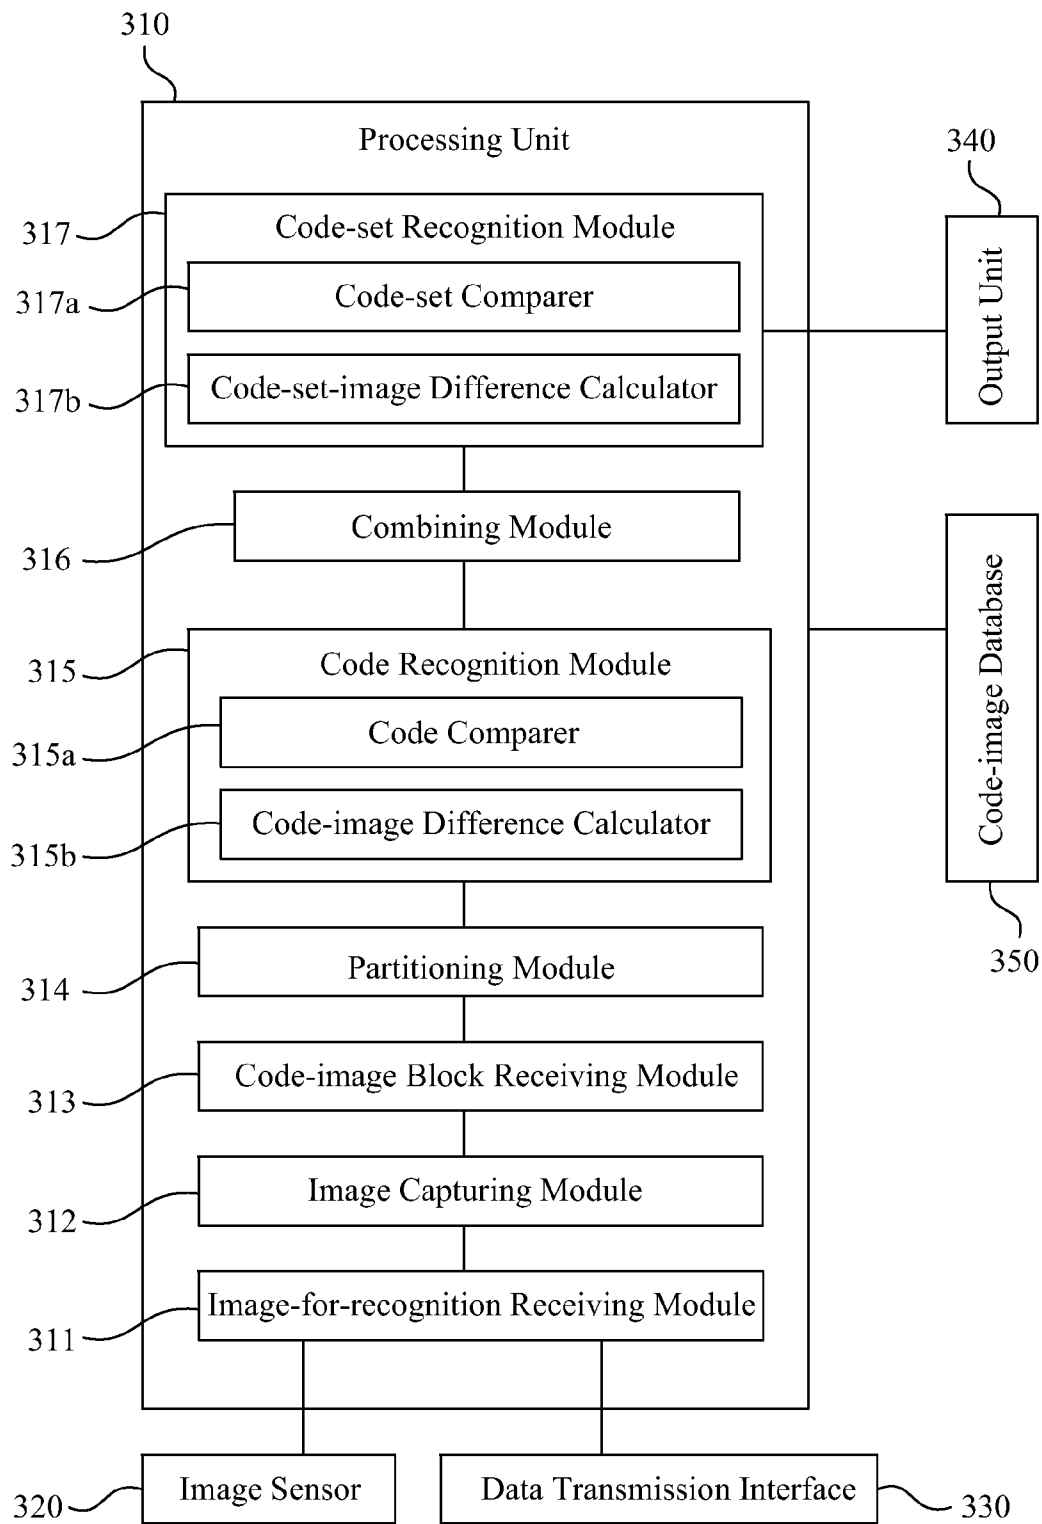 310
Processing Unit
340
317
Code-set Recognition Module
317a
Code-set Comparer
Output Unit
317b
Code-set-image Difference Calculator
316
Combining Module
315
Code Recognition Module
Code-image Database
315a
Code Comparer
315b
Code-image Difference Calculator
350
314
Partitioning Module
313
Code-image Block Receiving Module
312
Image Capturing Module
311
Image-for-recognition Receiving Module
320
Image Sensor
Data Transmission Interface
330